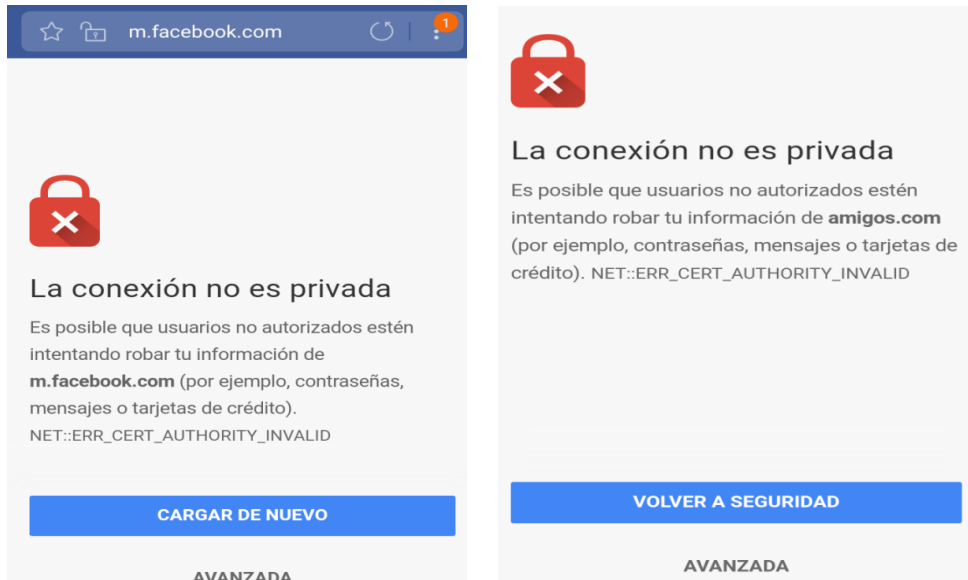 m.facebook.com
1
La conexión no es privada
Es posible que usuarios no autorizados estén
intentando robar tu información de
m.facebook.com (por ejemplo, contraseñas,
mensajes o tarjetas de crédito).
NET::ERR_CERT_AUTHORITY_INVALID
CARGAR DE NUEVO
AVANZADA
La conexión no es privada
Es posible que usuarios no autorizados estén
intentando robar tu información de amigos.com
(por ejemplo, contraseñas, mensajes o tarjetas de
crédito). NET::ERR_CERT_AUTHORITY_INVALID
VOLVER A SEGURIDAD
AVANZADA